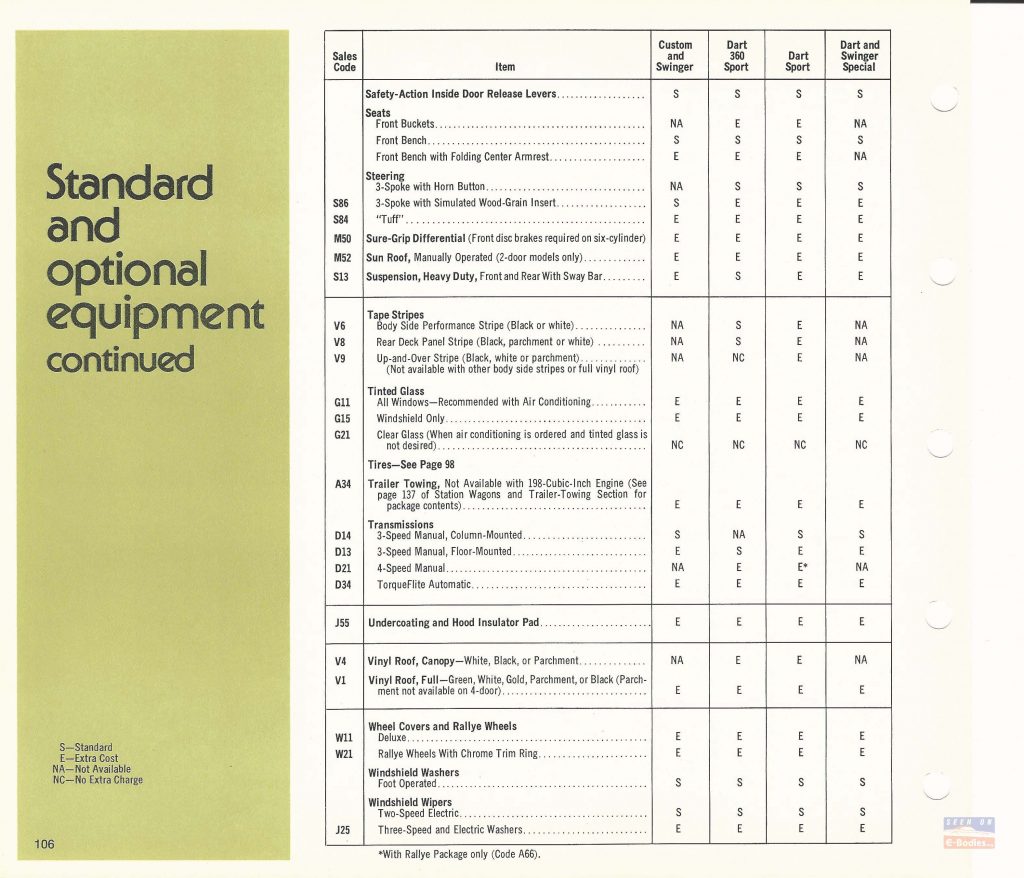 Standard
and
optional
equipment
continued
S—Standard
E—Extra Cost
NA—Not Available
NC—No Extra Charge
106
Sales Code Item Custom and Swinger Dart 360 Sport Dart Sport Dart and Swinger Special
Safety-Action Inside Door Release Levers S S S S
Seats
Front Buckets NA E E NA
Front Bench S S S S
Front Bench with Folding Center Armrest E E E NA
Steering
3-Spoke with Horn Button NA S S S
S86 3-Spoke with Simulated Wood-Grain Insert S E E E
S84 “Tuff” E E E E
M50 Sure-Grip Differential (Front disc brakes required on six-cylinder) E E E E
M52 Sun Roof, Manually Operated (2-door models only) E E E E
S13 Suspension, Heavy Duty, Front and Rear With Sway Bar E S E E
Tape Stripes
V6 Body Side Performance Stripe (Black or white) NA S E NA
V8 Rear Deck Panel Stripe (Black, parchment or white) NA S E NA
V9 Up-and-Over Stripe (Black, white or parchment) NA NC E NA
(Not available with other body side stripes or full vinyl roof)
Tinted Glass
G11 All Windows—Recommended with Air Conditioning E E E E
G15 Windshield Only E E E E
G21 Clear Glass (When air conditioning is ordered and tinted glass is
not desired) NC NC NC NC
Tires—See Page 98
A34 Trailer Towing, Not Available with 198-Cubic-Inch Engine (See
page 137 of Station Wagons and Trailer-Towing Section for
package contents) E E E E
Transmissions
D14 3-Speed Manual, Column-Mounted S NA S S
D13 3-Speed Manual, Floor-Mounted E S E E
D21 4-Speed Manual NA E E* NA
D34 TorqueFlite Automatic E E E E
J55 Undercoating and Hood Insulator Pad E E E E
V4 Vinyl Roof, Canopy—White, Black, or Parchment NA E E NA
V1 Vinyl Roof, Full—Green, White, Gold, Parchment, or Black (Parch-
ment not available on 4-door) E E E E
Wheel Covers and Rallye Wheels
W11 Deluxe E E E E
W21 Rallye Wheels With Chrome Trim Ring E E E E
Windshield Washers
Foot Operated S S S S
Windshield Wipers
Two-Speed Electric S S S S
J25 Three-Speed and Electric Washers E E E E
*With Rallye Package only (Code A66).
SEEN ON
E-Bodies